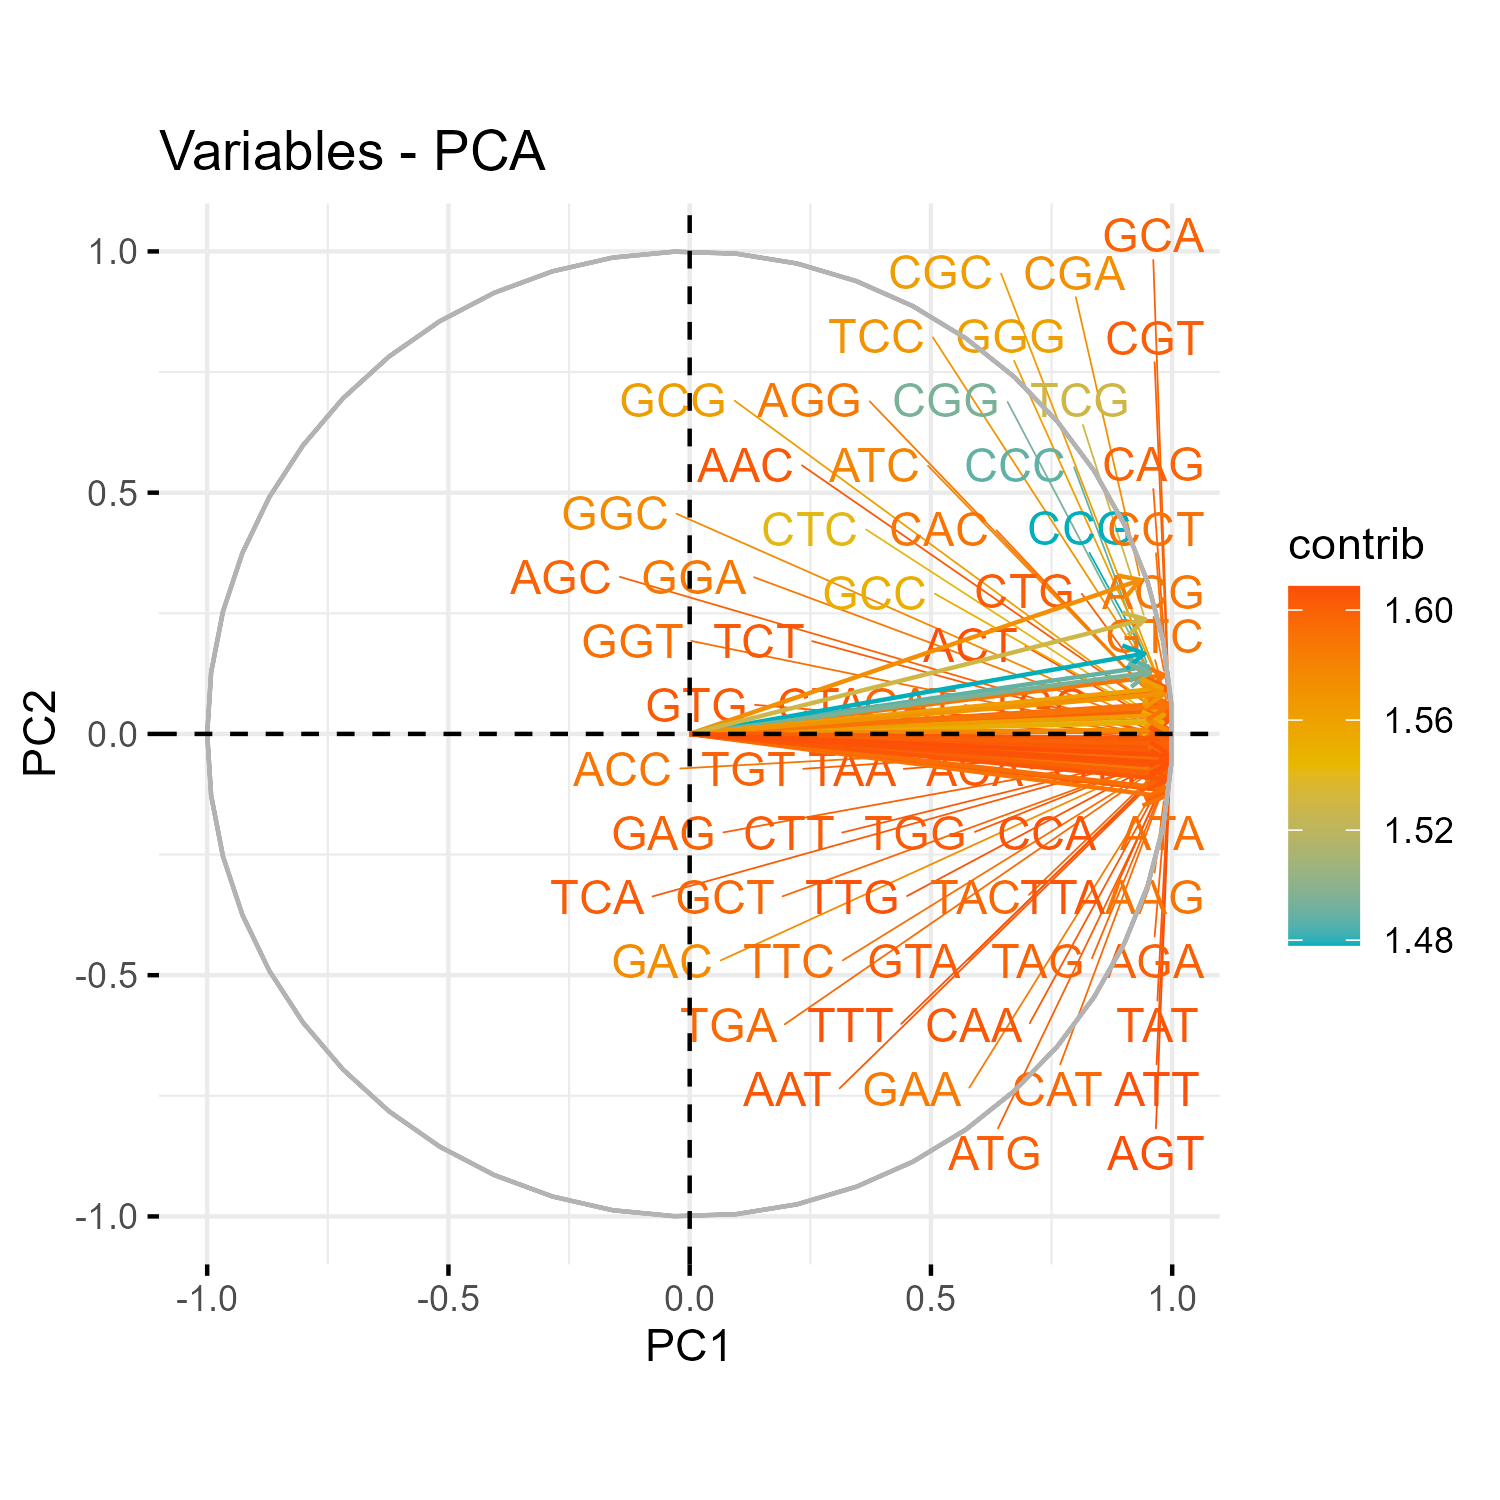 Variables - PCA
GCA
CGC CGA
TCC GGG CGT
GCG AGG CGG TCG
AAC ATC CCC CAG
GGC CTC CAC CCG CCT
AGC GGA GCC CTG ACG
GGT TCT ACT GTC
GTG
ACC TGT TAA ACA
GAG CTT TGG CCA ATA
TCA GCT TTG TAC TTA AAG
GAC TTC GTA TAG AGA
TGA TTT CAA TAT
AAT GAA CAT ATT
ATG AGT
1.0
0.5
0.0
-0.5
-1.0
PC2
-1.0 -0.5 0.0 0.5 1.0
PC1
contrib
1.60
1.56
1.52
1.48